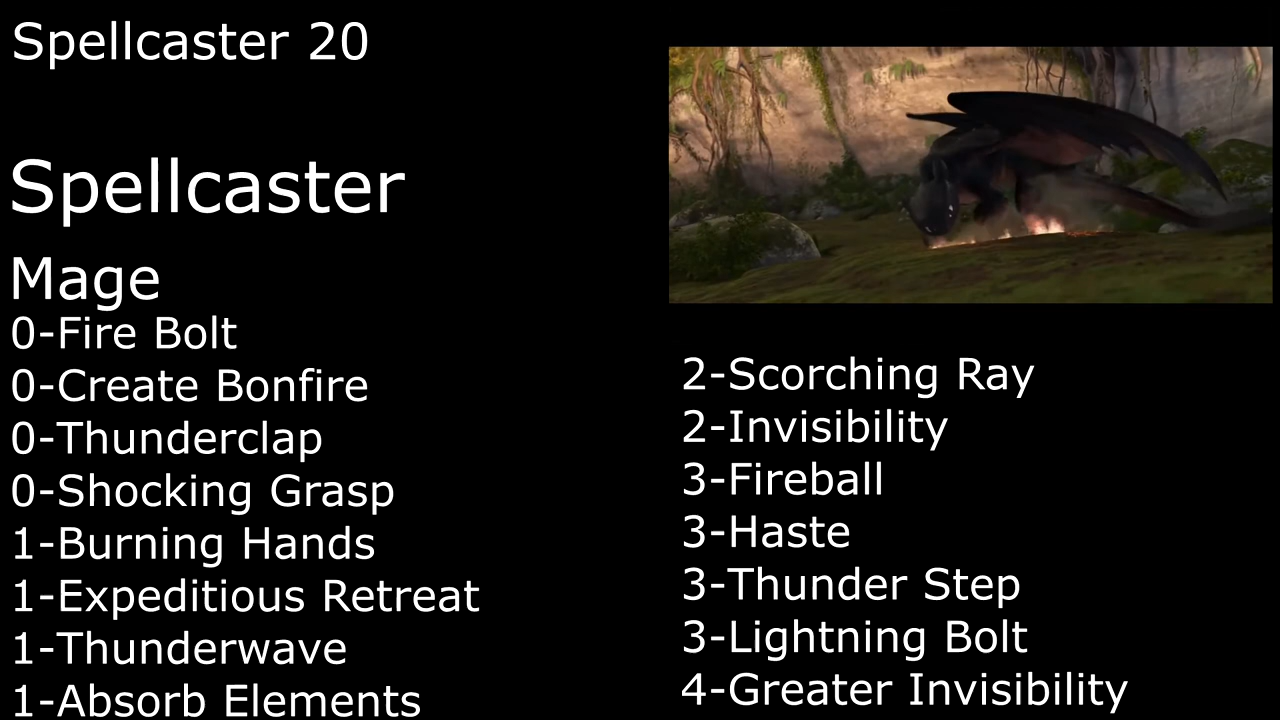 Spellcaster 20
Spellcaster
Mage
0-Fire Bolt
0-Create Bonfire
0-Thunderclap
0-Shocking Grasp
1-Burning Hands
1-Expeditious Retreat
1-Thunderwave
1-Absorb Elements
2-Scorching Ray
2-Invisibility
3-Fireball
3-Haste
3-Thunder Step
3-Lightning Bolt
4-Greater Invisibility